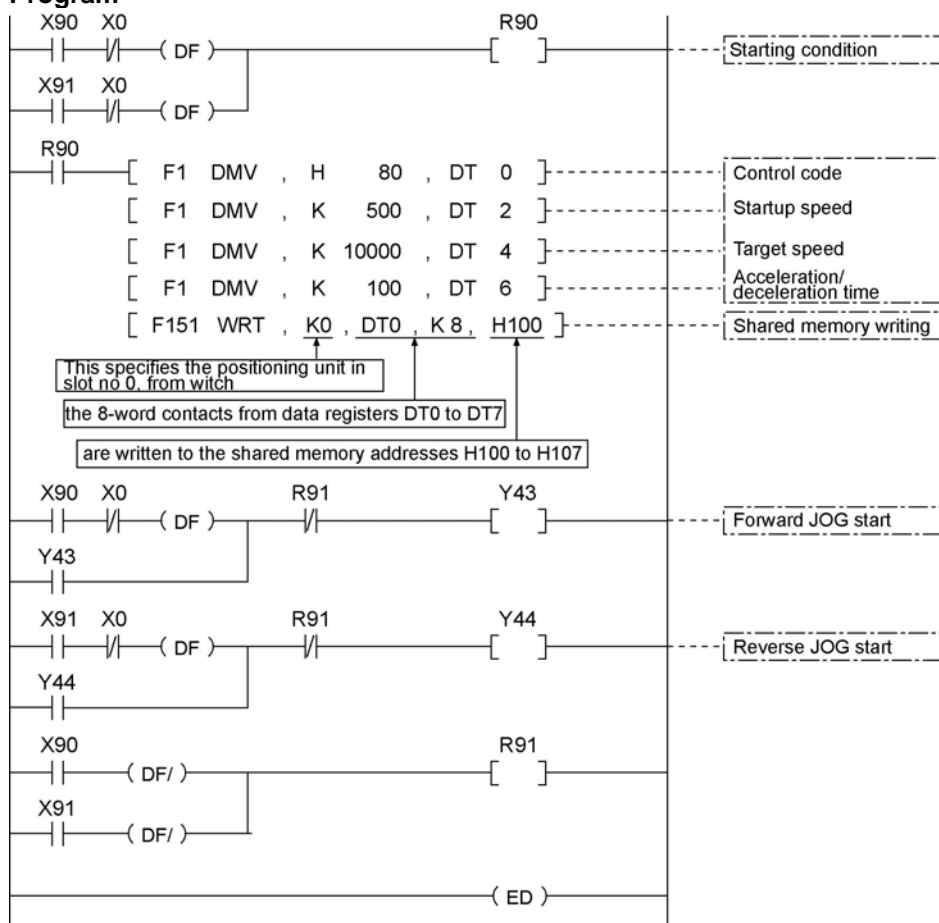 Program
X90 X0 R90
( DF ) Starting condition
X91 X0
( DF )
R90
[ F1 DMV , H 80 , DT 0 ] Control code
[ F1 DMV , K 500 , DT 2 ] Startup speed
[ F1 DMV , K 10000 , DT 4 ] Target speed
[ F1 DMV , K 100 , DT 6 ] Acceleration/
deceleration time
[ F151 WRT , K0 , DT0 , K 8 , H100 ] Shared memory writing
This specifies the positioning unit in
slot no 0, from witch
the 8-word contacts from data registers DT0 to DT7
are written to the shared memory addresses H100 to H107
X90 X0 R91 Y43
( DF ) Forward JOG start
Y43
X91 X0 R91 Y44
( DF ) Reverse JOG start
Y44
X90 R91
( DF/ )
X91
( DF/ )
( ED )